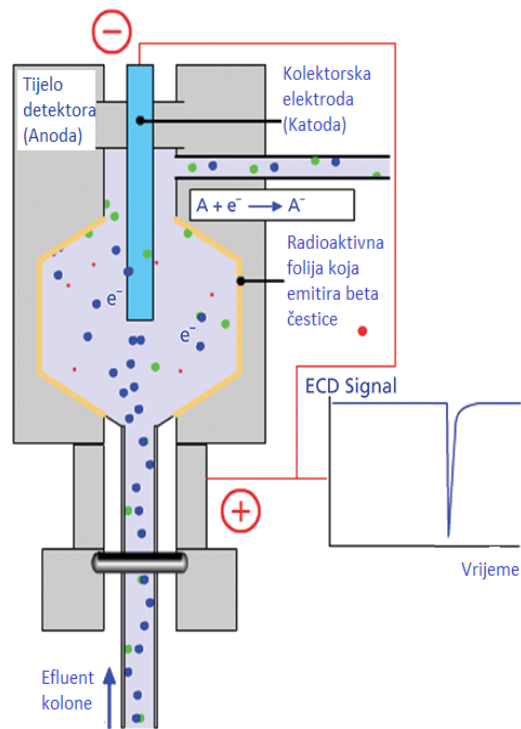 −
Tijelo
detektora
(Anoda)
Kolektorska
elektroda
(Katoda)
A + e⁻ → A⁻
Radioaktivna
folija koja
emitira beta
čestice
e⁻
e⁻
ECD Signal
+
Vrijeme
Efluent
kolone